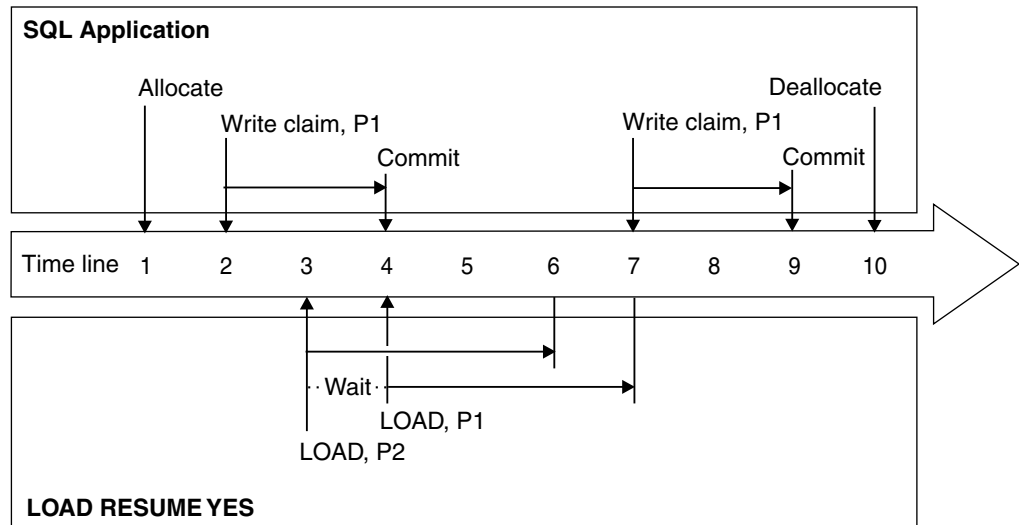 SQL Application
Allocate
Deallocate
Write claim, P1
Write claim, P1
Commit
Commit
Time line 1 2 3 4 5 6 7 8 9 10
Wait
LOAD, P1
LOAD, P2
LOAD RESUME YES